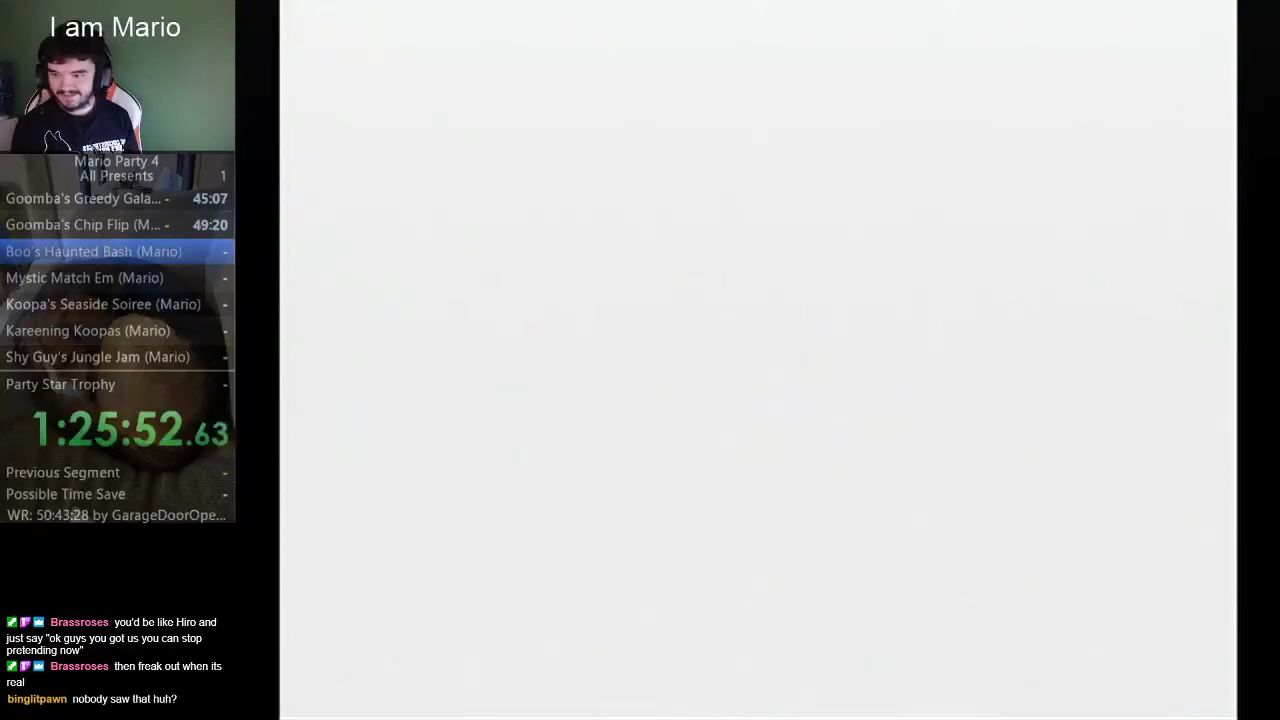 I am Mario
Mario Party 4
All Presents 1
Goomba's Greedy Gala... - 45:07
Goomba's Chip Flip (M... - 49:20
Boo's Haunted Bash (Mario) -
Mystic Match Em (Mario) -
Koopa's Seaside Soiree (Mario) -
Kareening Koopas (Mario) -
Shy Guy's Jungle Jam (Mario) -
Party Star Trophy -
1:25:52.63
Previous Segment -
Possible Time Save -
WR: 50:43:28 by GarageDoorOpe...
Brassroses you'd be like Hiro and
just say "ok guys you got us you can stop
pretending now"
Brassroses then freak out when its
real
binglitpawn nobody saw that huh?